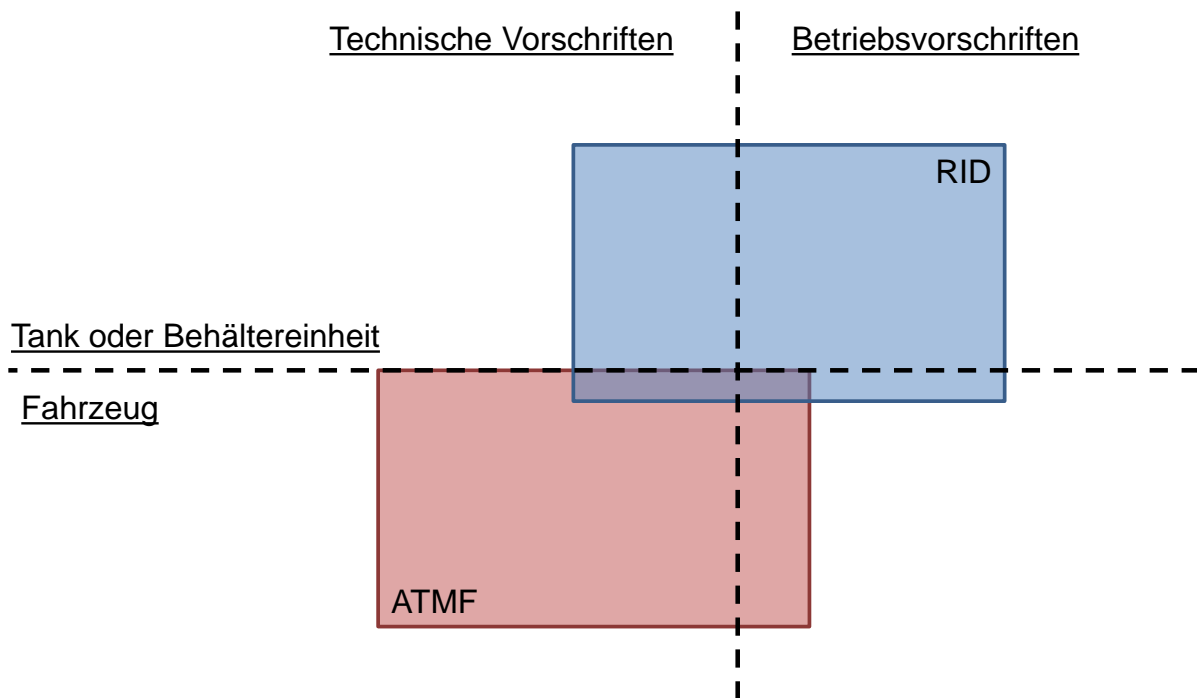 Technische Vorschriften
Betriebsvorschriften
RID
Tank oder Behältereinheit
Fahrzeug
ATMF